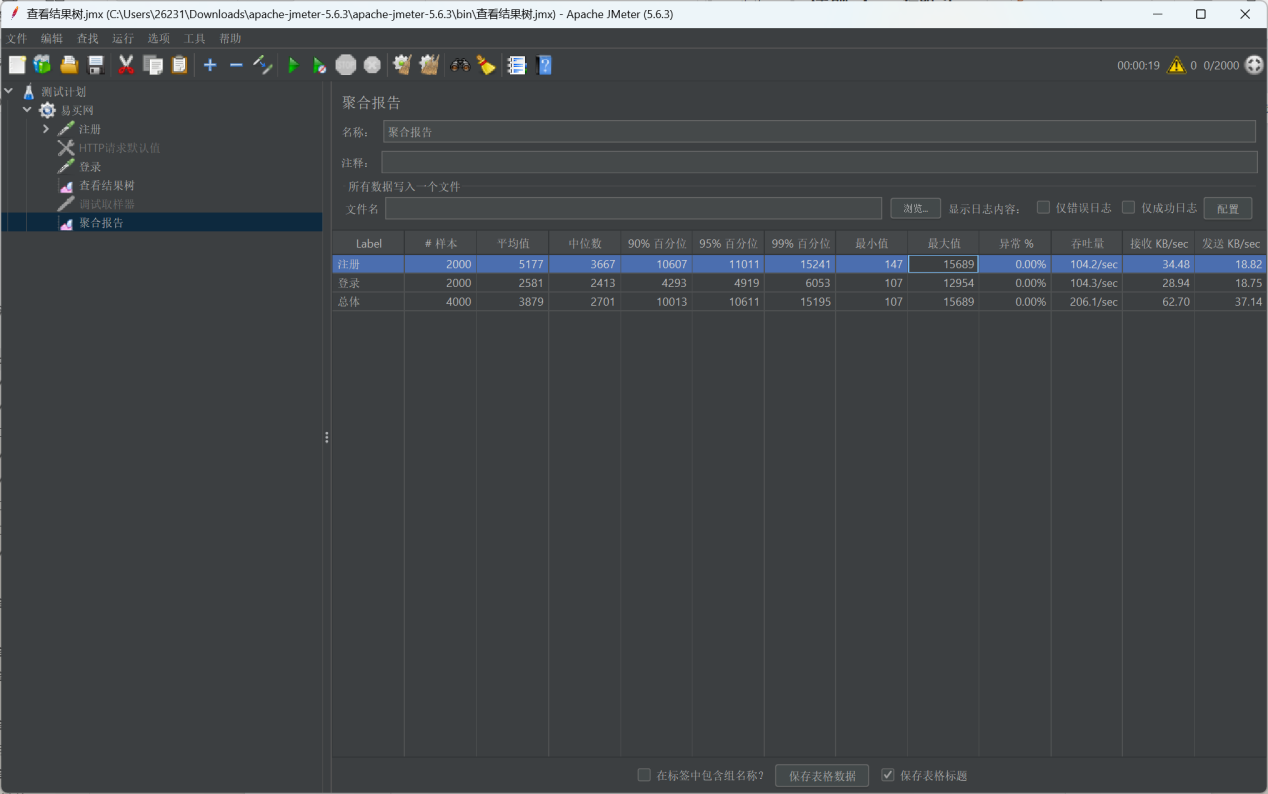 查看结果树.jmx (C:\Users\26231\Downloads\apache-jmeter-5.6.3\apache-jmeter-5.6.3\bin\查看结果树.jmx) - Apache JMeter (5.6.3)
文件 编辑 查找 运行 选项 工具 帮助
00:00:19 0 0/2000
测试计划
易买网
注册
HTTP请求默认值
登录
查看结果树
调试取样器
聚合报告
聚合报告
名称: 聚合报告
注释:
所有数据写入一个文件
文件名 浏览... 显示日志内容: 仅错误日志 仅成功日志 配置
Label # 样本 平均值 中位数 90% 百分位 95% 百分位 99% 百分位 最小值 最大值 异常 % 吞吐量 接收 KB/sec 发送 KB/sec
注册 2000 5177 3667 10607 11011 15241 147 15689 0.00% 104.2/sec 34.48 18.82
登录 2000 2581 2413 4293 4919 6053 107 12954 0.00% 104.3/sec 28.94 18.75
总体 4000 3879 2701 10013 10611 15195 107 15689 0.00% 206.1/sec 62.70 37.14
在标签中包含组名称? 保存表格数据 保存表格标题